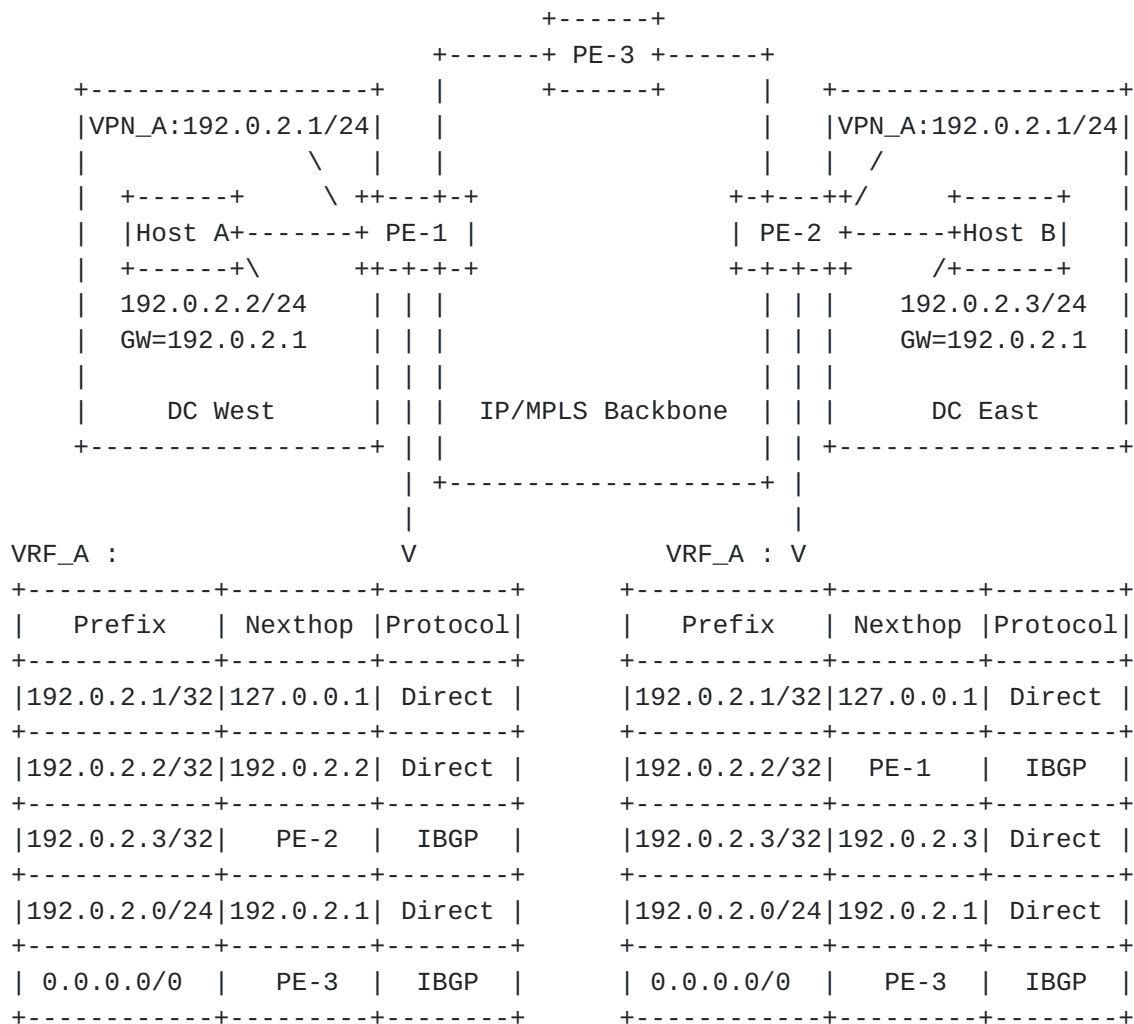 PE-3
VPN_A:192.0.2.1/24 VPN_A:192.0.2.1/24
Host A PE-1 PE-2 Host B
192.0.2.2/24 192.0.2.3/24
GW=192.0.2.1 GW=192.0.2.1
DC West IP/MPLS Backbone DC East
VRF_A : V VRF_A : V
Prefix Nexthop Protocol Prefix Nexthop Protocol
192.0.2.1/32 127.0.0.1 Direct 192.0.2.1/32 127.0.0.1 Direct
192.0.2.2/32 192.0.2.2 Direct 192.0.2.2/32 PE-1 IBGP
192.0.2.3/32 PE-2 IBGP 192.0.2.3/32 192.0.2.3 Direct
192.0.2.0/24 192.0.2.1 Direct 192.0.2.0/24 192.0.2.1 Direct
0.0.0.0/0 PE-3 IBGP 0.0.0.0/0 PE-3 IBGP